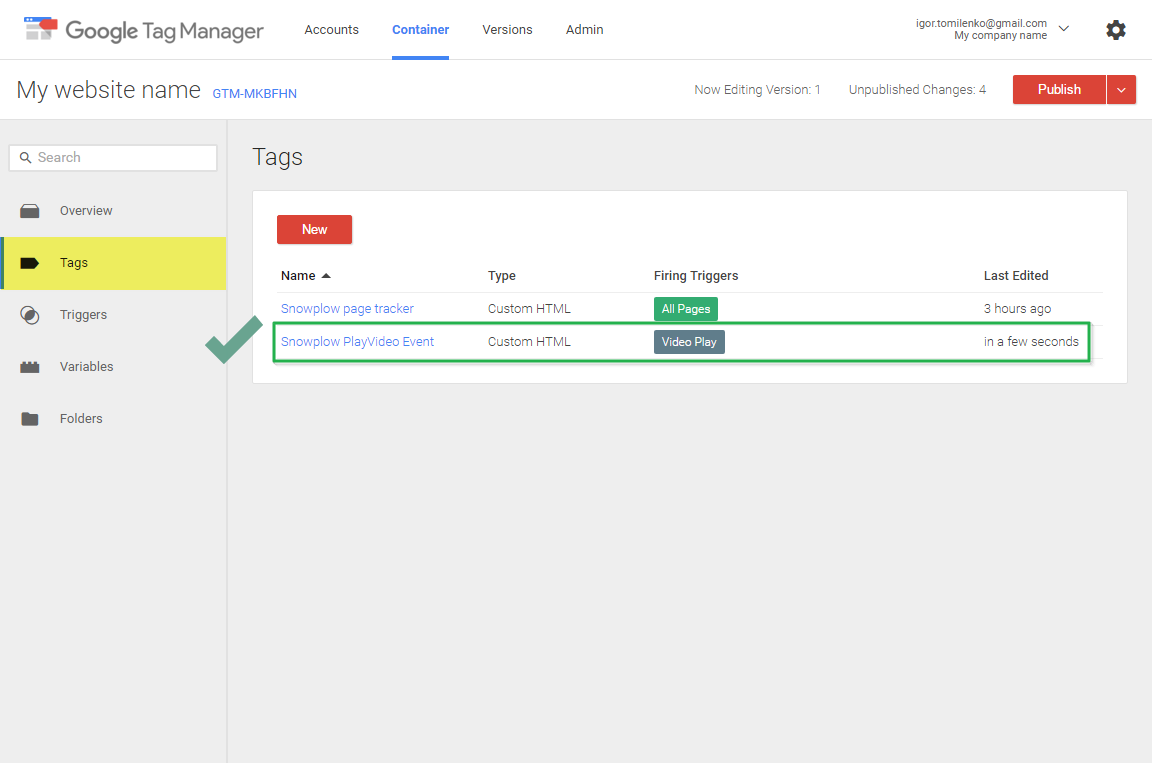 Google Tag Manager
Accounts Container Versions Admin
igor.tomilenko@gmail.com
My company name
My website name GTM-MKBFHN
Now Editing Version: 1 Unpublished Changes: 4 Publish
Search
Overview
Tags
Triggers
Variables
Folders
Tags
New
Name Type Firing Triggers Last Edited
Snowplow page tracker Custom HTML All Pages 3 hours ago
Snowplow PlayVideo Event Custom HTML Video Play in a few seconds